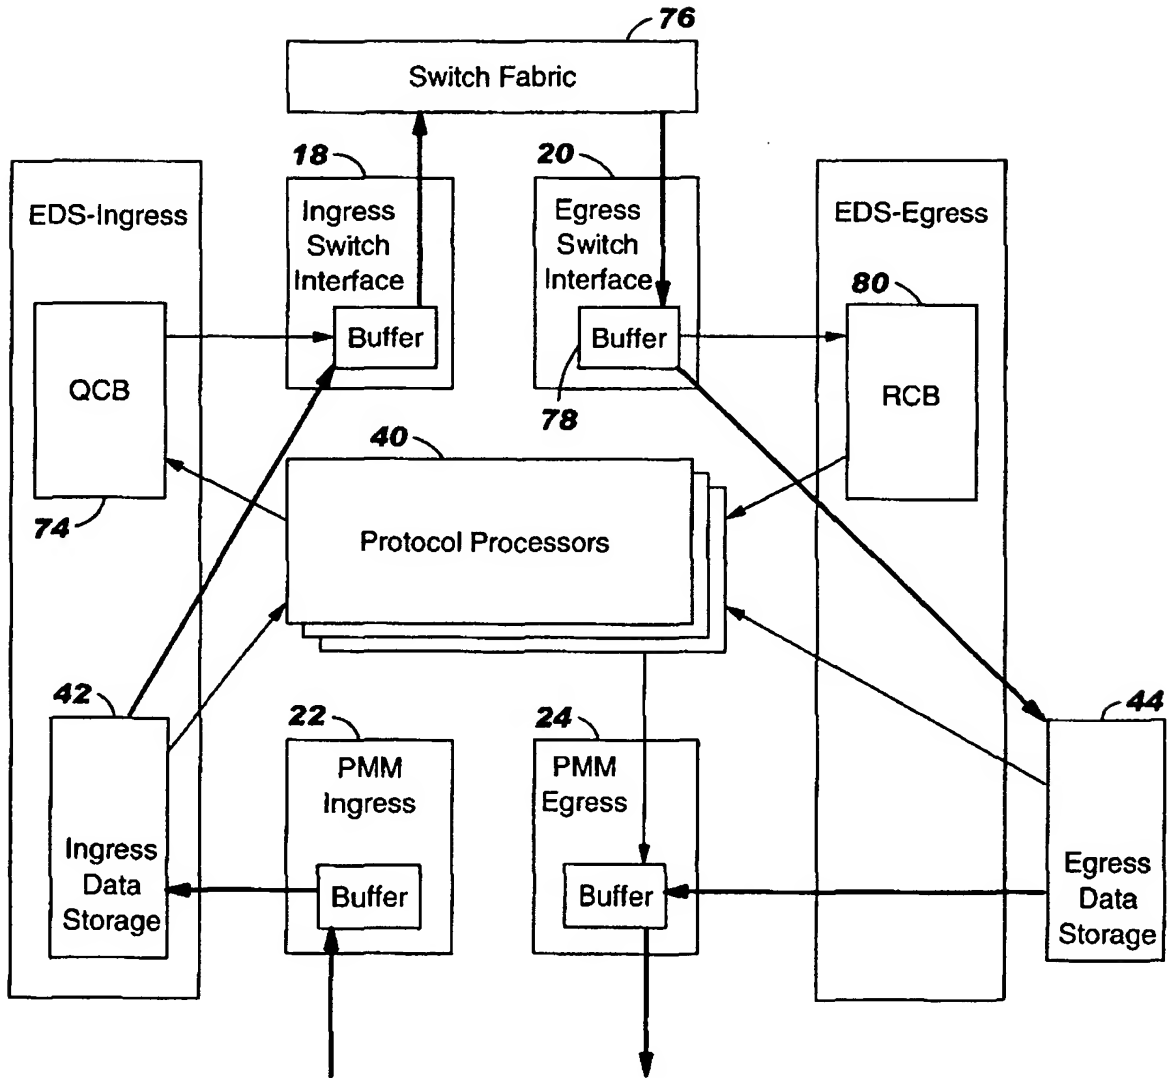 76
Switch Fabric
18
20
EDS-Ingress
Ingress
Switch
Interface
Egress
Switch
Interface
EDS-Egress
80
Buffer
Buffer
QCB
78
RCB
40
74
Protocol Processors
42
22
24
44
PMM
Ingress
PMM
Egress
Ingress
Data
Storage
Buffer
Buffer
Egress
Data
Storage